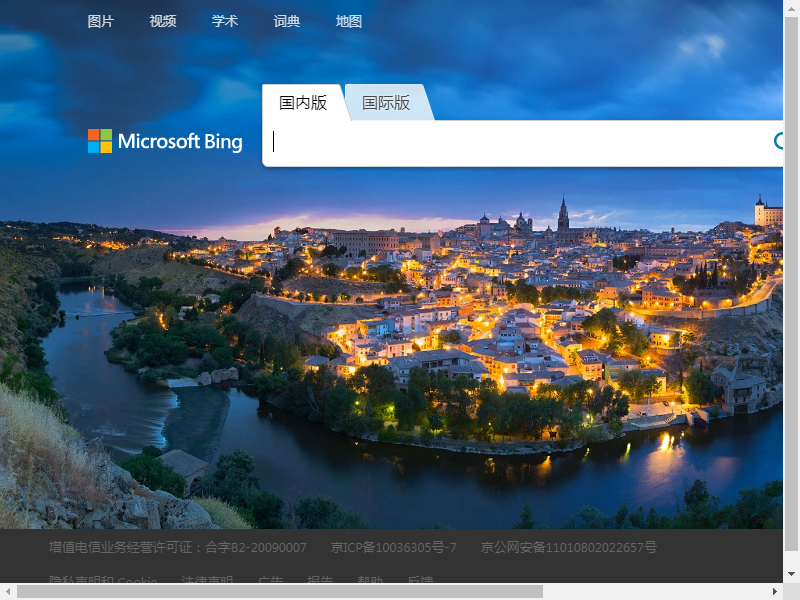 图片 视频 学术 词典 地图
国内版 国际版
Microsoft Bing
增值电信业务经营许可证：合字B2-20090007 京ICP备10036305号-7 京公网安备11010802022657号
隐私声明和 Cookie 法律声明 广告 报告 帮助 反馈